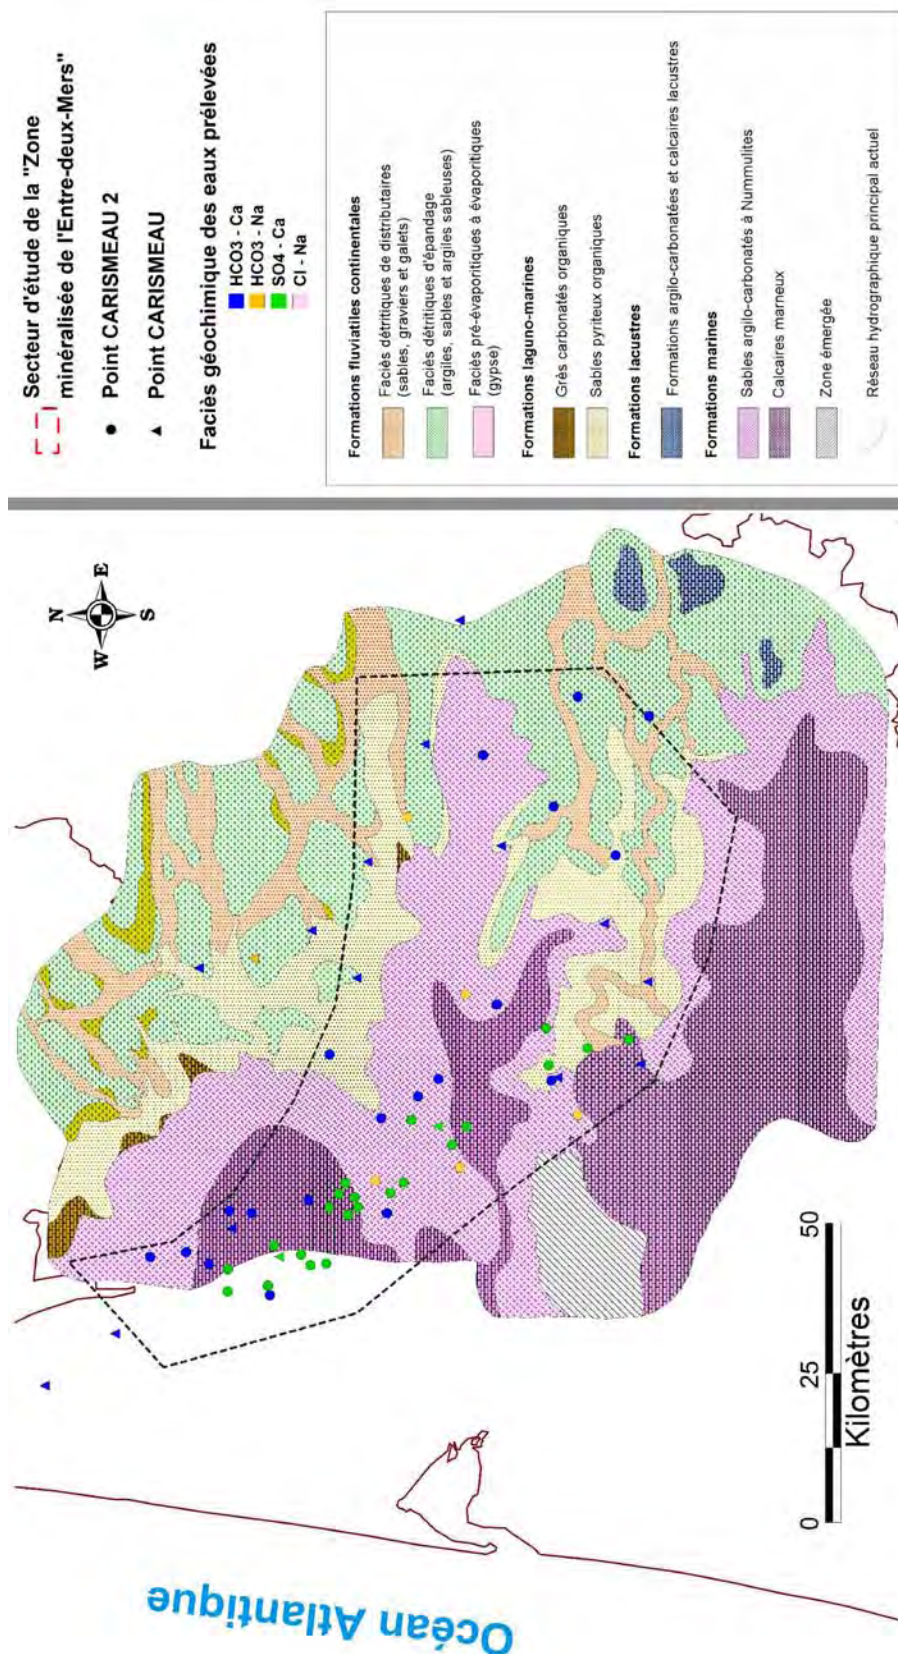 Secteur d'étude de la "Zone
minéralisée de l'Entre-deux-Mers"
Point CARISMEAU 2
Point CARISMEAU
Faciès géochimique des eaux prélevées
HCO3 - Ca
HCO3 - Na
SO4 - Ca
Cl - Na
Formations fluviatiles continentales
Faciès détritiques de distributaires
(sables, graviers et galets)
Faciès détritiques d'épandage
(argiles, sables et argiles sableuses)
Faciès pré-évaporitiques à évaporitiques
(gypse)
Formations laguno-marines
Grès carbonatés organiques
Sables pyriteux organiques
Formations lacustres
Formations argilo-carbonatées et calcaires lacustres
Formations marines
Sables argilo-carbonatés à Nummulites
Calcaires marneux
Zone émergée
Réseau hydrographique principal actuel
N
W E
S
Océan Atlantique
0 25 50
Kilomètres